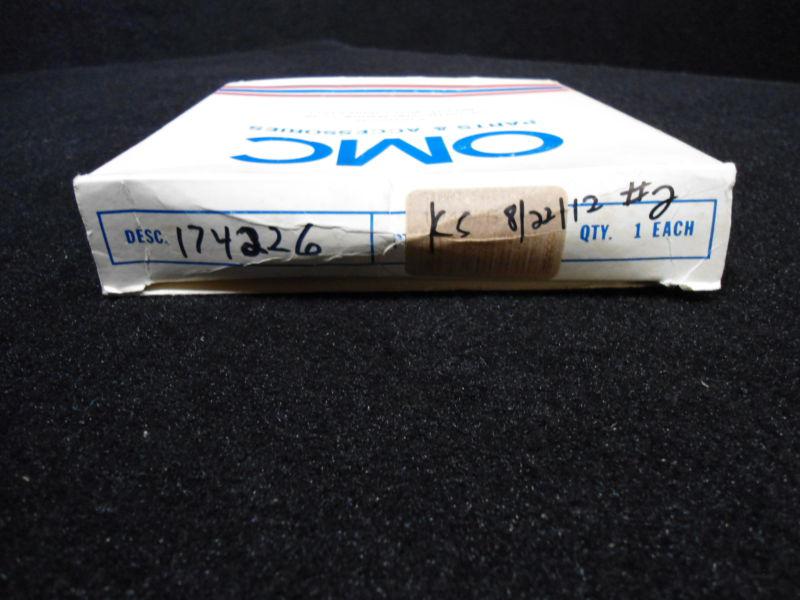 PARTS & ACCESSORIES
OMC
DESC. 174226 KS 8/22/12 #2 QTY. 1 EACH